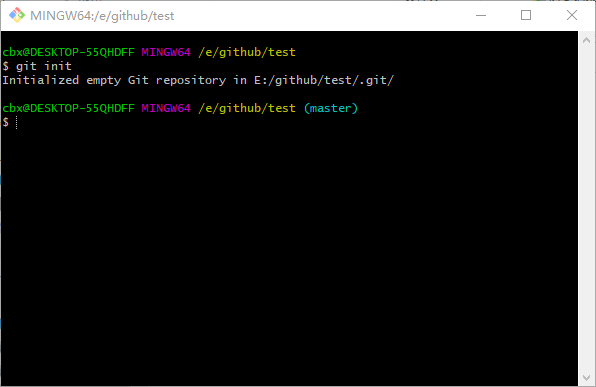 MINGW64:/e/github/test
cbx@DESKTOP-55QHDFF MINGW64 /e/github/test
$ git init
Initialized empty Git repository in E:/github/test/.git/
cbx@DESKTOP-55QHDFF MINGW64 /e/github/test (master)
$